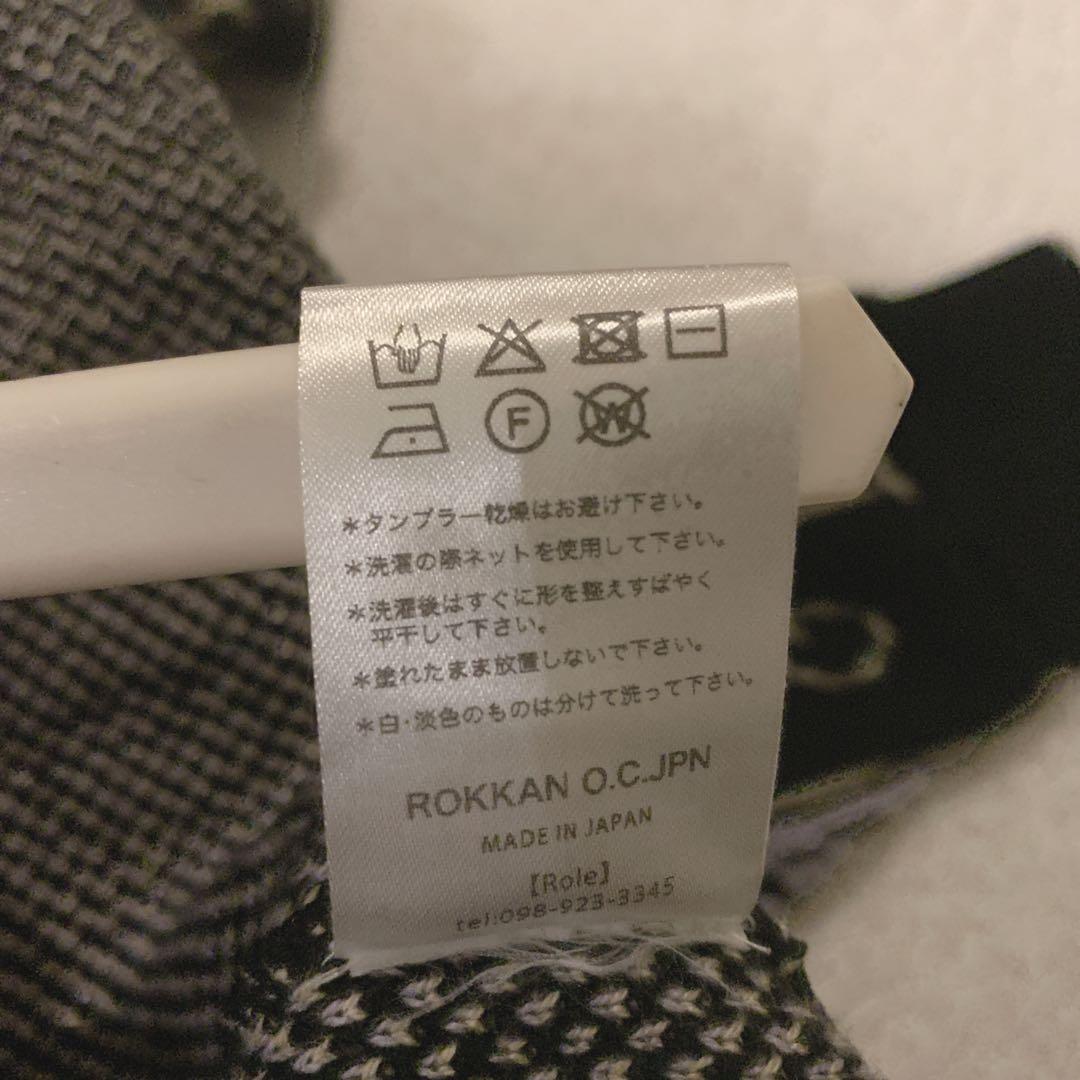 F W
＊タンブラー乾燥はお避け下さい。
＊洗濯の際ネットを使用して下さい。
＊洗濯後はすぐに形を整えすばやく
平干して下さい。
＊塗れたまま放置しないで下さい。
＊白・淡色のものは分けて洗って下さい。
ROKKAN O.C.JPN
MADE IN JAPAN
【Role】
tel:098-923-3345